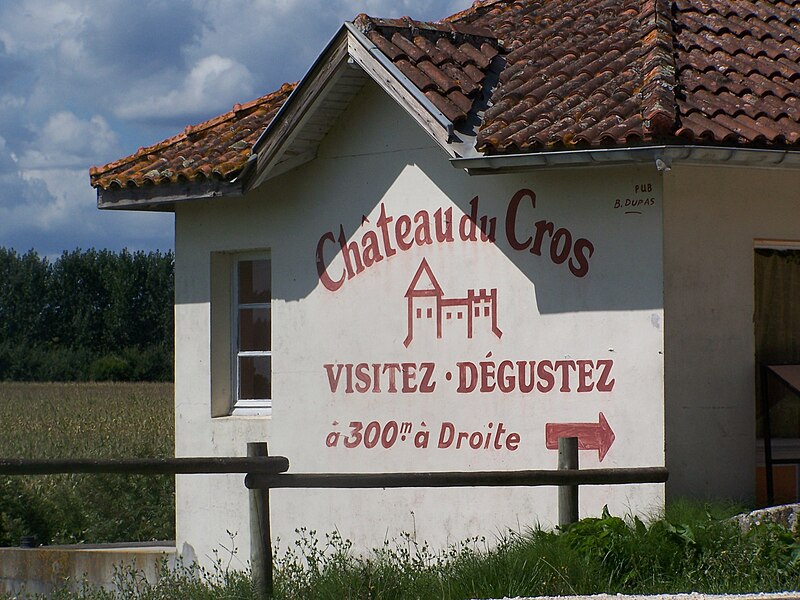 PUB
B. DUPAS
Château du Cros
VISITEZ · DÉGUSTEZ
à 300m à Droite